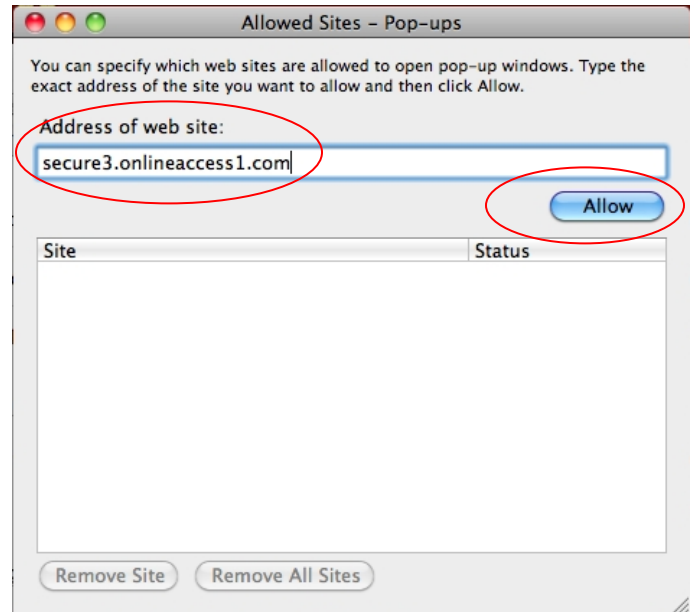 Allowed Sites – Pop-ups
You can specify which web sites are allowed to open pop-up windows. Type the
exact address of the site you want to allow and then click Allow.
Address of web site:
secure3.onlineaccess1.com
Allow
Site Status
Remove Site Remove All Sites